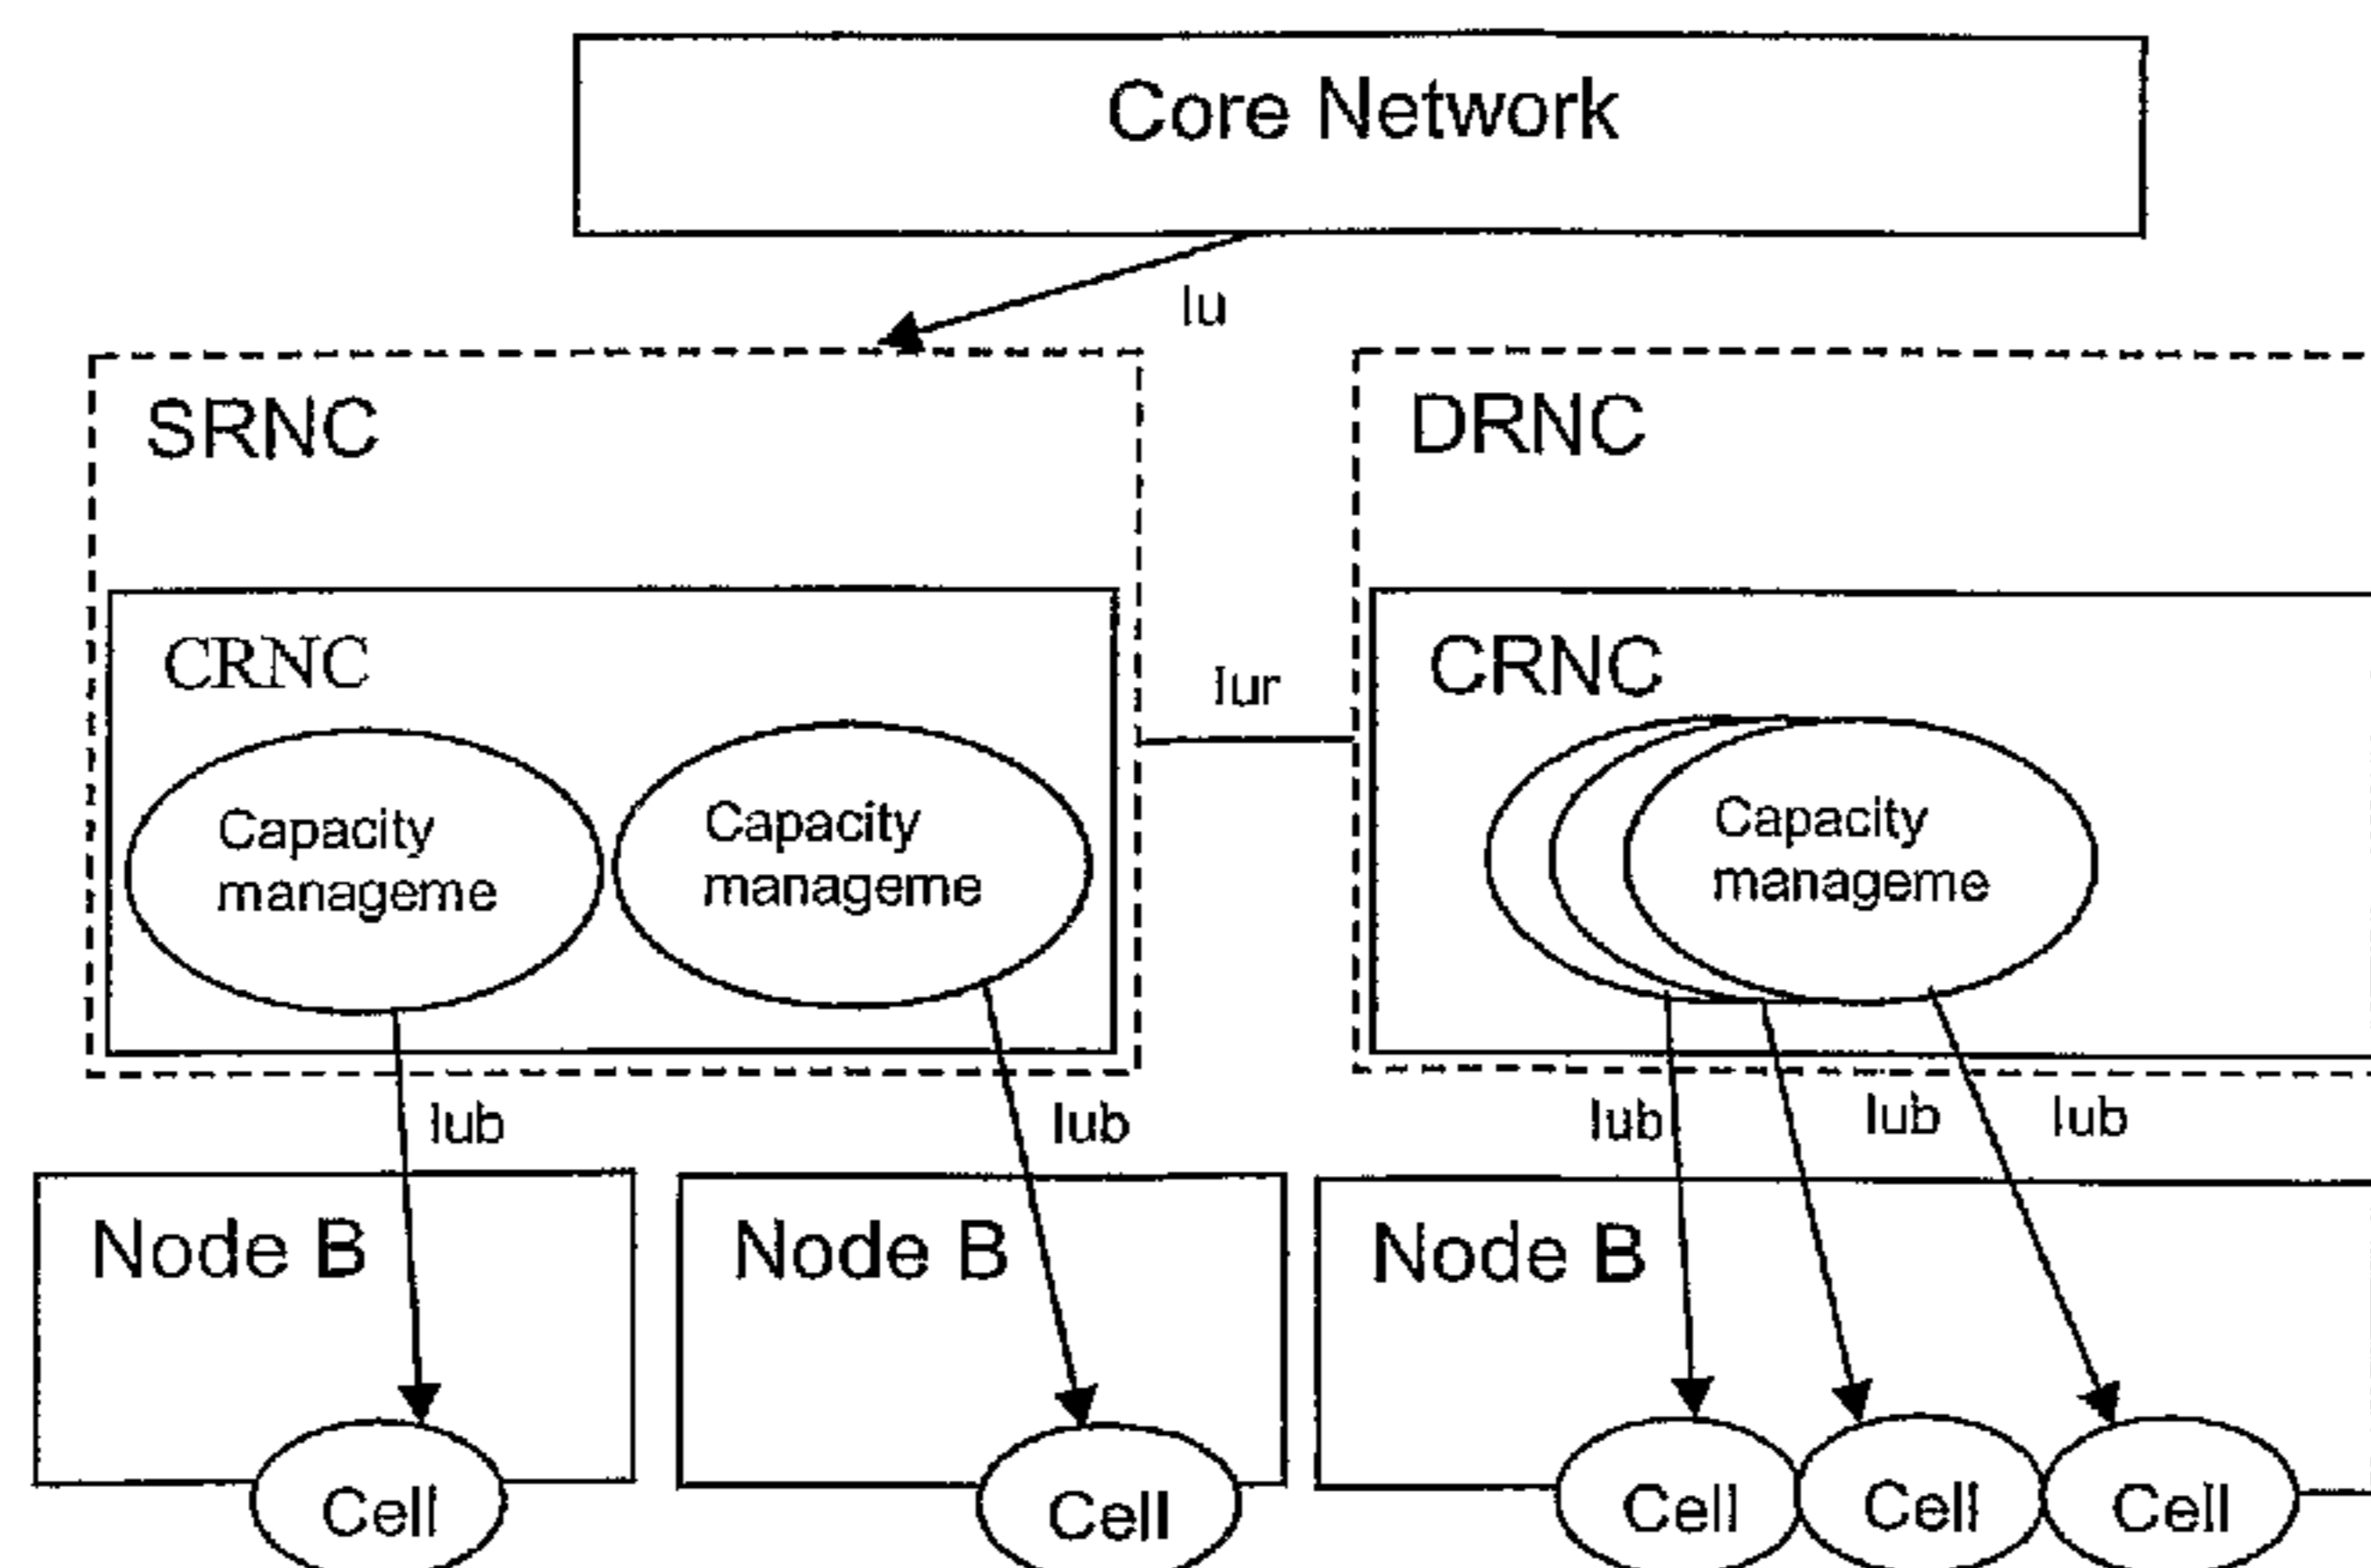 Core Network
Iu
SRNC
DRNC
CRNC
Iur
CRNC
Capacity
manageme
Capacity
manageme
Capacity
manageme
Iub
Iub
Iub
Iub
Iub
Node B
Node B
Node B
Cell
Cell
Cell
Cell
Cell